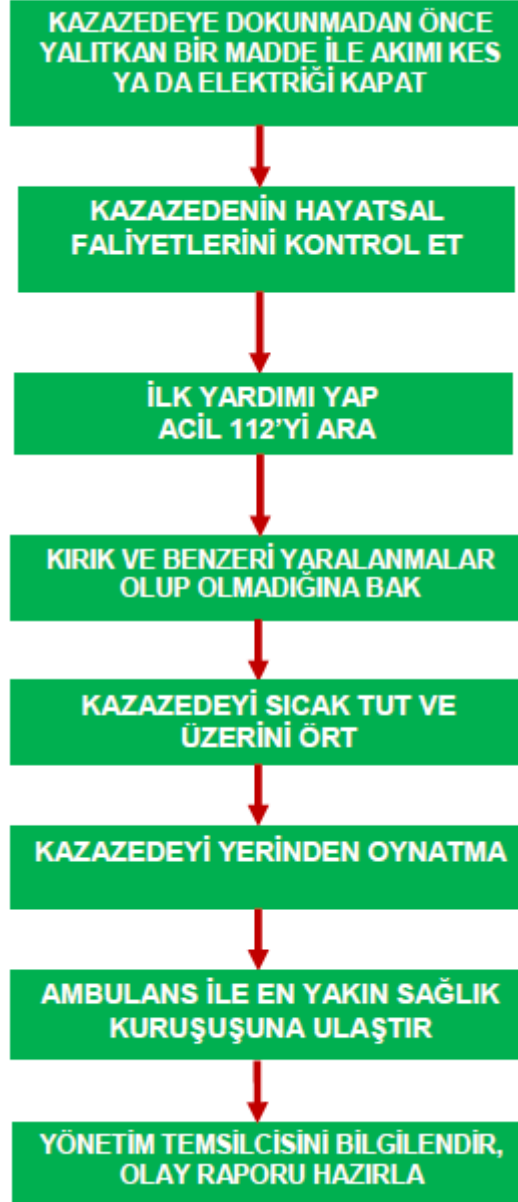 KAZAZEDEYE DOKUNMADAN ÖNCE
YALITKAN BİR MADDE İLE AKIMI KES
YA DA ELEKTRİĞİ KAPAT
KAZAZEDENİN HAYATSAL
FALİYETLERİNİ KONTROL ET
İLK YARDIMI YAP
ACİL 112'Yİ ARA
KIRIK VE BENZERİ YARALANMALAR
OLUP OLMADIĞINA BAK
KAZAZEDEYİ SICAK TUT VE
ÜZERİNİ ÖRT
KAZAZEDEYİ YERİNDEN OYNATMA
AMBULANS İLE EN YAKIN SAĞLIK
KURUŞUŞUNA ULAŞTIR
YÖNETİM TEMSİLCİSİNİ BİLGİLENDİR,
OLAY RAPORU HAZIRLA